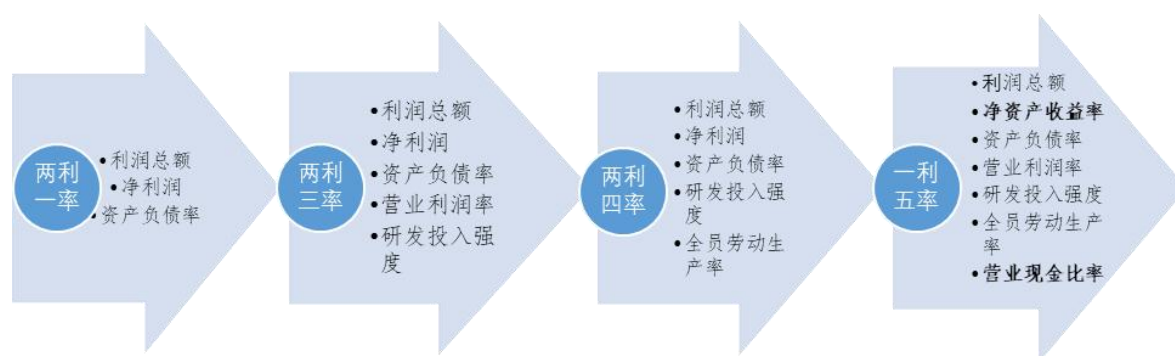 两利
一率
•利润总额
•净利润
•资产负债率
两利
三率
•利润总额
•净利润
•资产负债率
•营业利润率
•研发投入强
度
两利
四率
•利润总额
•净利润
•资产负债率
•研发投入强
度
•全员劳动生
产率
一利
五率
•利润总额
•净资产收益率
•资产负债率
•营业利润率
•研发投入强度
•全员劳动生产
率
•营业现金比率